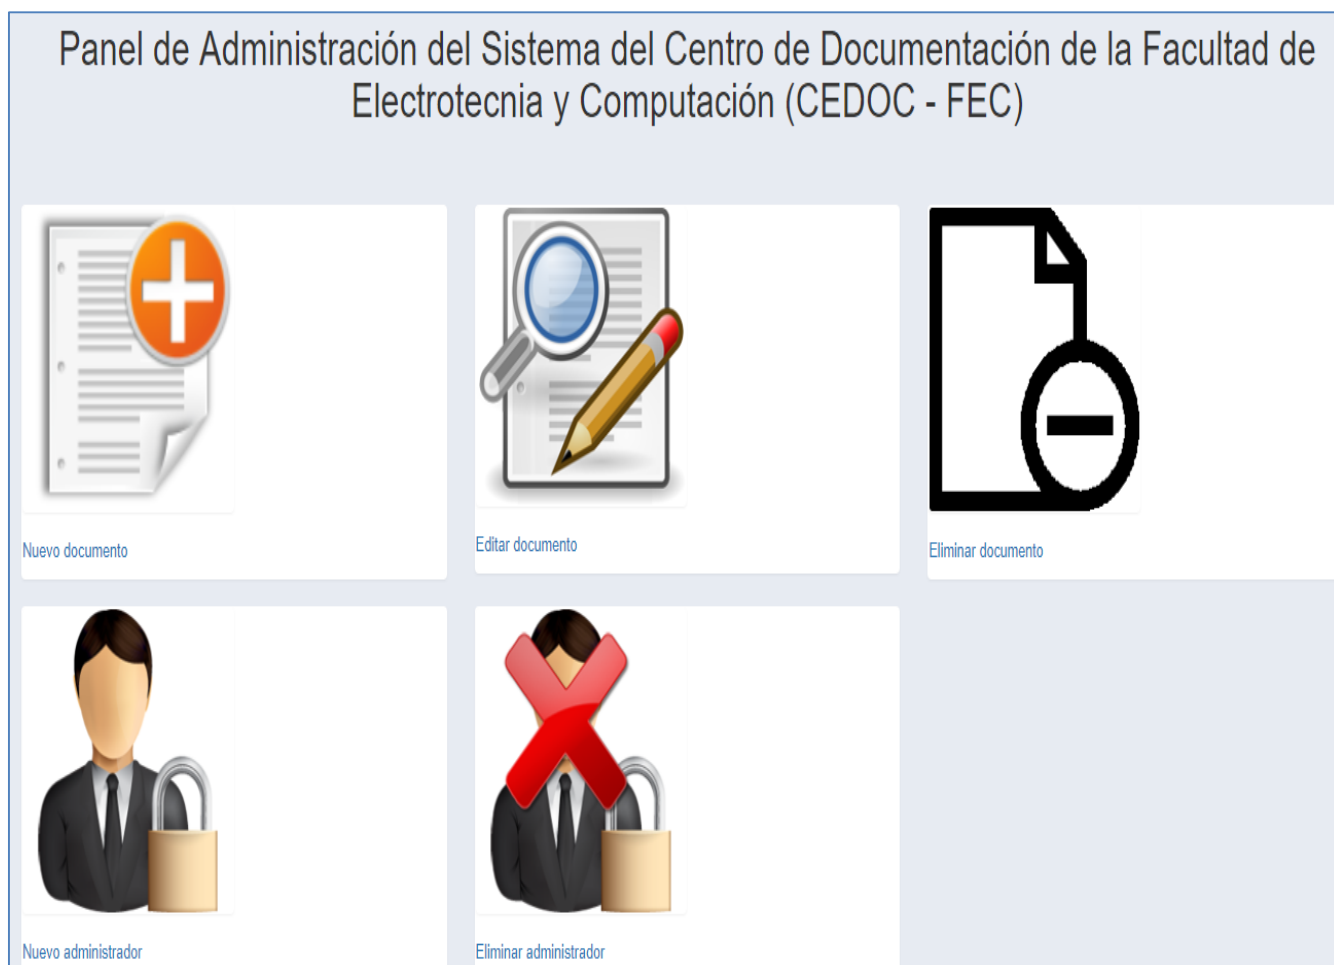 Panel de Administración del Sistema del Centro de Documentación de la Facultad de
Electrotecnia y Computación (CEDOC - FEC)
Nuevo documento
Editar documento
Eliminar documento
Nuevo administrador
Eliminar administrador